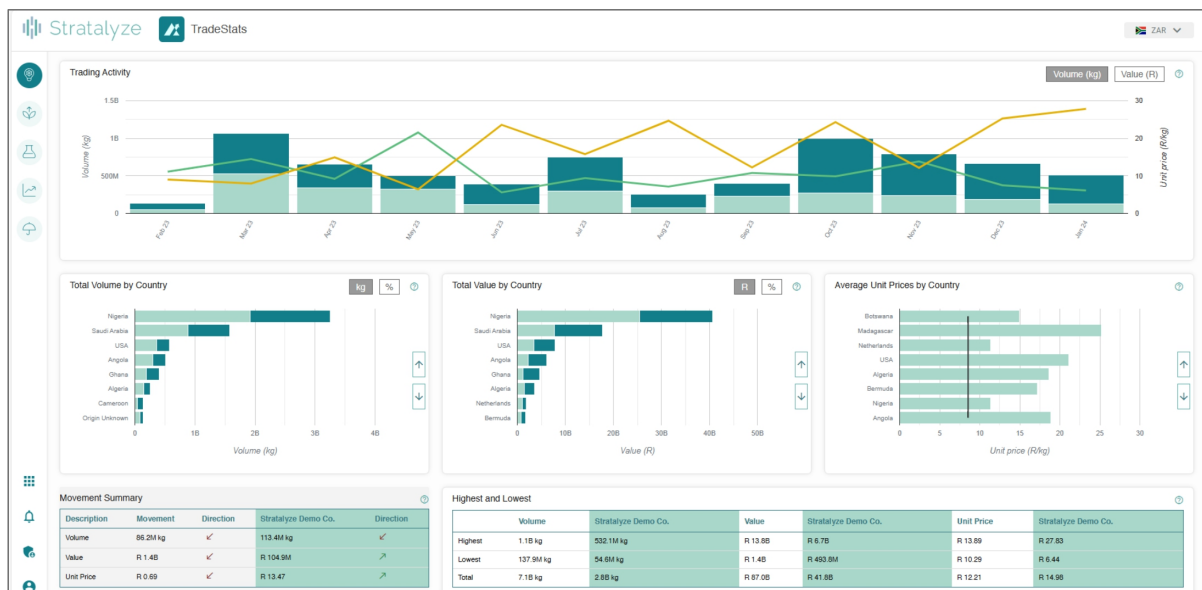 Stratalyze TradeStats ZAR
Trading Activity Volume (kg) Value (R)
1.5B 30
1B 20
500M 10
0 0
Volume (kg)
Unit price (R/kg)
Feb 23 Mar 23 Apr 23 May 23 Jun 23 Jul 23 Aug 23 Sep 23 Oct 23 Nov 23 Dec 23 Jan 24
Total Volume by Country kg %
Nigeria
Saudi Arabia
USA
Angola
Ghana
Algeria
Cameroon
Origin Unknown
0 1B 2B 3B 4B
Volume (kg)
Total Value by Country R %
Nigeria
Saudi Arabia
USA
Angola
Ghana
Algeria
Netherlands
Bermuda
0 10B 20B 30B 40B 50B
Value (R)
Average Unit Prices by Country
Botswana
Madagascar
Netherlands
USA
Algeria
Bermuda
Nigeria
Angola
0 5 10 15 20 25 30
Unit price (R/kg)
Movement Summary
Description Movement Direction Stratalyze Demo Co. Direction
Volume 86.2M kg 113.4M kg
Value R 1.4B R 104.9M
Unit Price R 0.69 R 13.47
Highest and Lowest
Volume Stratalyze Demo Co. Value Stratalyze Demo Co. Unit Price Stratalyze Demo Co.
Highest 1.1B kg 532.1M kg R 13.8B R 6.7B R 13.89 R 27.83
Lowest 137.9M kg 54.6M kg R 1.4B R 493.8M R 10.29 R 6.44
Total 7.1B kg 2.8B kg R 87.0B R 41.8B R 12.21 R 14.98